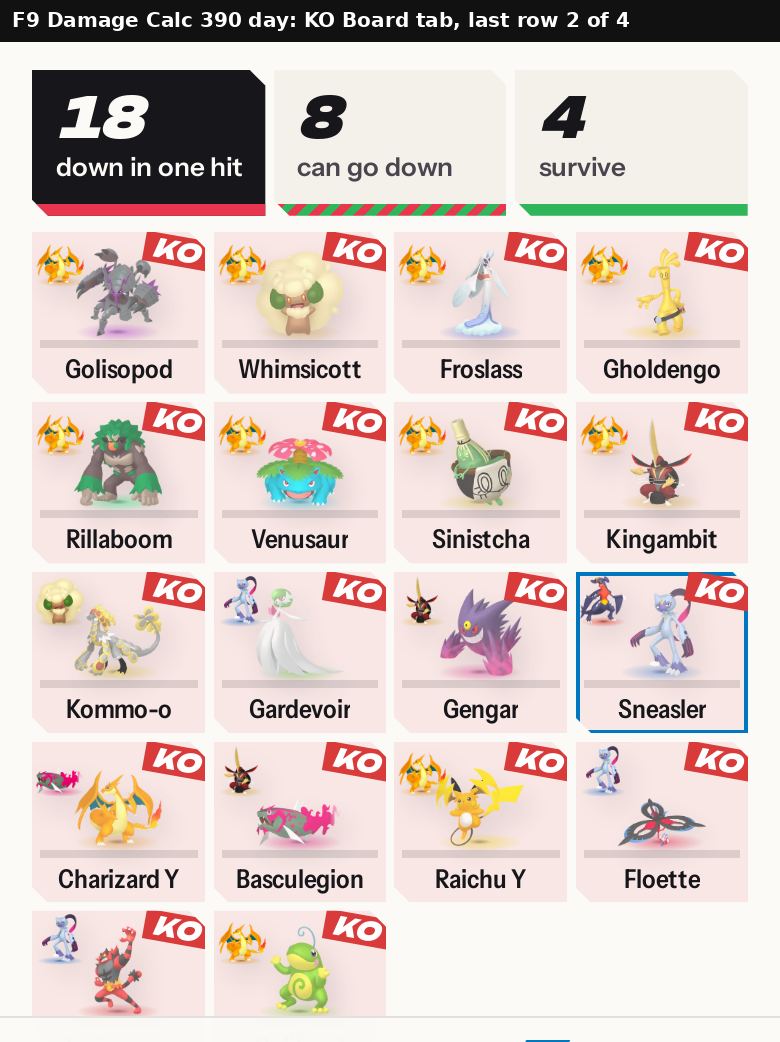 F9 Damage Calc 390 day: KO Board tab, last row 2 of 4
18 8 4
down in one hit can go down survive
KO KO KO KO
Golisopod Whimsicott Froslass Gholdengo
KO KO KO KO
Rillaboom Venusaur Sinistcha Kingambit
KO KO KO KO
Kommo-o Gardevoir Gengar Sneasler
KO KO KO KO
Charizard Y Basculegion Raichu Y Floette
KO KO